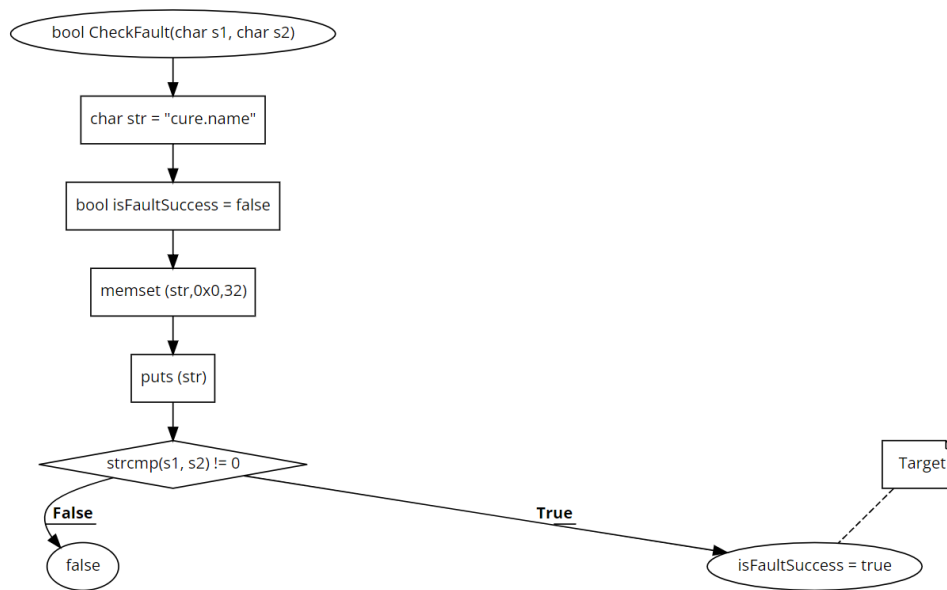 bool CheckFault(char s1, char s2)
char str = "cure.name"
bool isFaultSuccess = false
memset (str,0x0,32)
puts (str)
strcmp(s1, s2) != 0
Target
False
True
false
isFaultSuccess = true